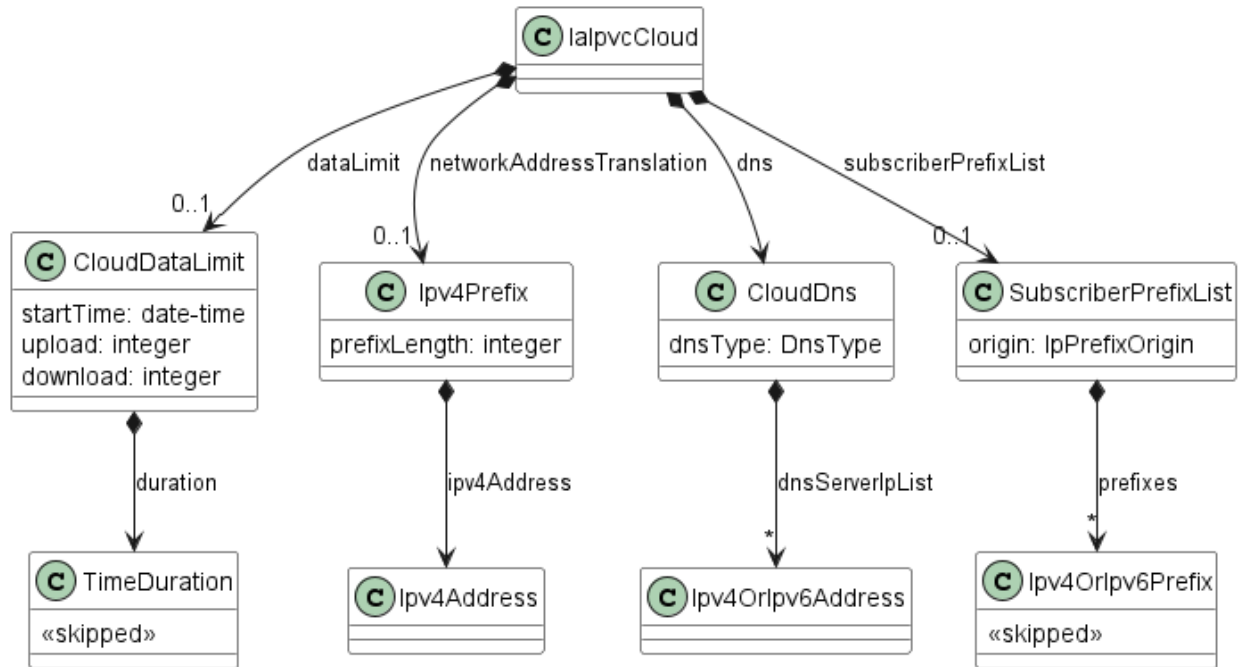 C IaIpvcCloud
dataLimit
networkAddressTranslation
dns
subscriberPrefixList
0..1
0..1
0..1
C CloudDataLimit
startTime: date-time
upload: integer
download: integer
C Ipv4Prefix
prefixLength: integer
C CloudDns
dnsType: DnsType
C SubscriberPrefixList
origin: IpPrefixOrigin
duration
ipv4Address
dnsServerIpList
prefixes
*
*
C TimeDuration
«skipped»
C Ipv4Address
C Ipv4OrIpv6Address
C Ipv4OrIpv6Prefix
«skipped»